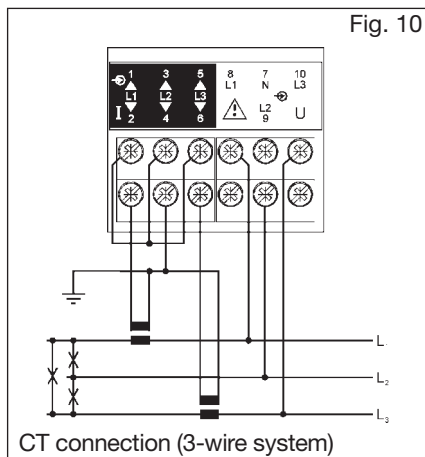 Fig. 10
1 3 5 8 7 10
L1 N L3
L1 L2 L3
L2
I 2 4 6 9 U
L
L2
L3
CT connection (3-wire system)